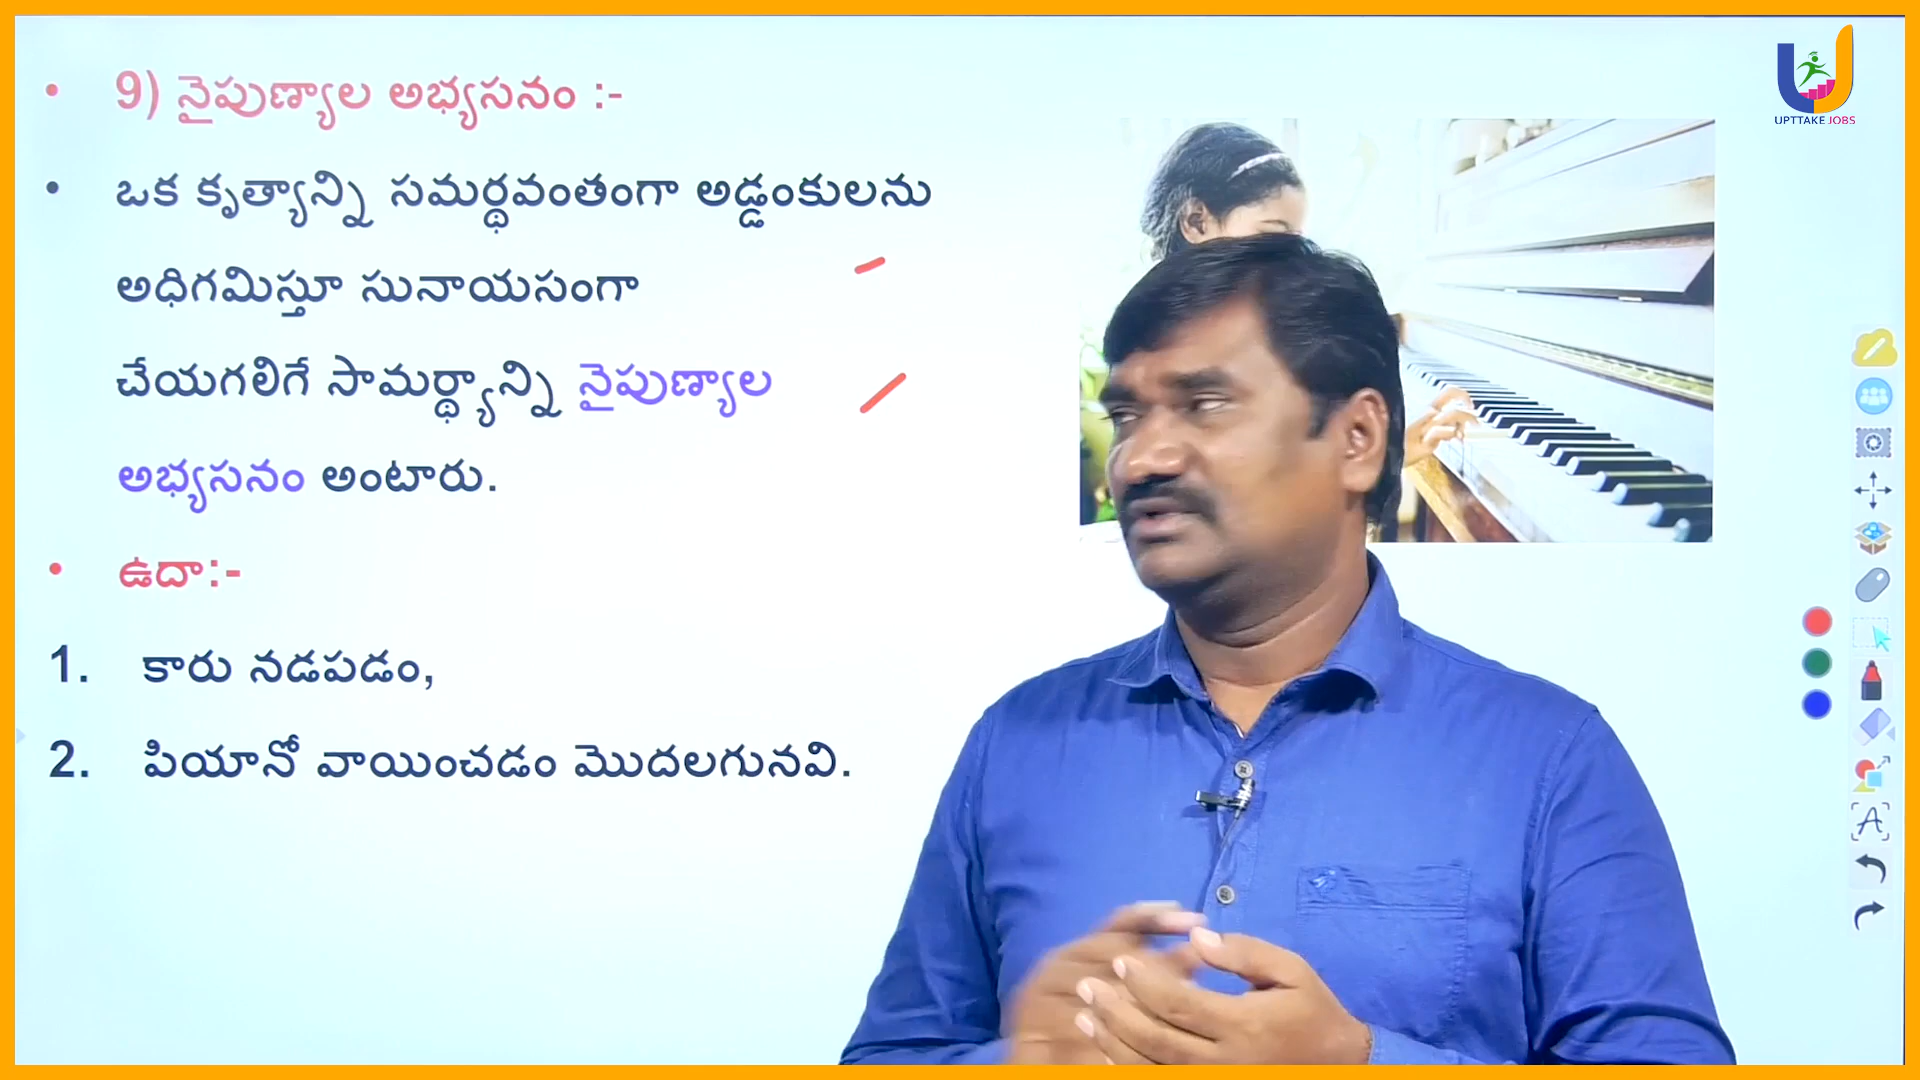 • 9) నైపుణ్యాల అభ్యసనం :-
• ఒక కృత్యాన్ని సమర్థవంతంగా అడ్డంకులను
అధిగమిస్తూ సునాయసంగా
చేయగలిగే సామర్థ్యాన్ని నైపుణ్యాల
అభ్యసనం అంటారు.
• ఉదా:-
1. కారు నడపడం,
2. పియానో వాయించడం మొదలగునవి.
UPTTAKE JOBS